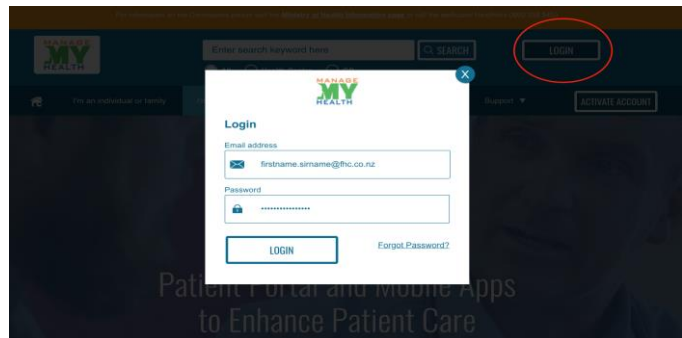 MANAGE
MY
HEALTH
Enter search keyword here
SEARCH
LOGIN
X
I'm an individual or family
Support
ACTIVATE ACCOUNT
MANAGE
MY
HEALTH
Login
Email address
firstname.sirname@fhc.co.nz
Password
LOGIN
Forgot Password?
Patient Portal and Mobile Apps
to Enhance Patient Care